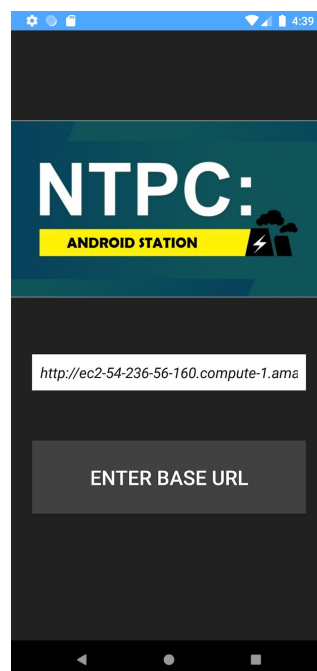 4:39
NTPC:
ANDROID STATION
http://ec2-54-236-56-160.compute-1.ama
ENTER BASE URL